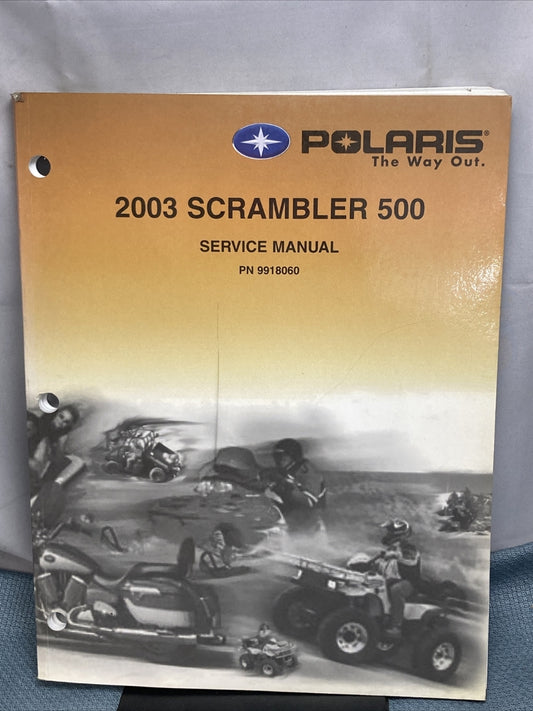 POLARIS®
The Way Out.
2003 SCRAMBLER 500
SERVICE MANUAL
PN 9918060